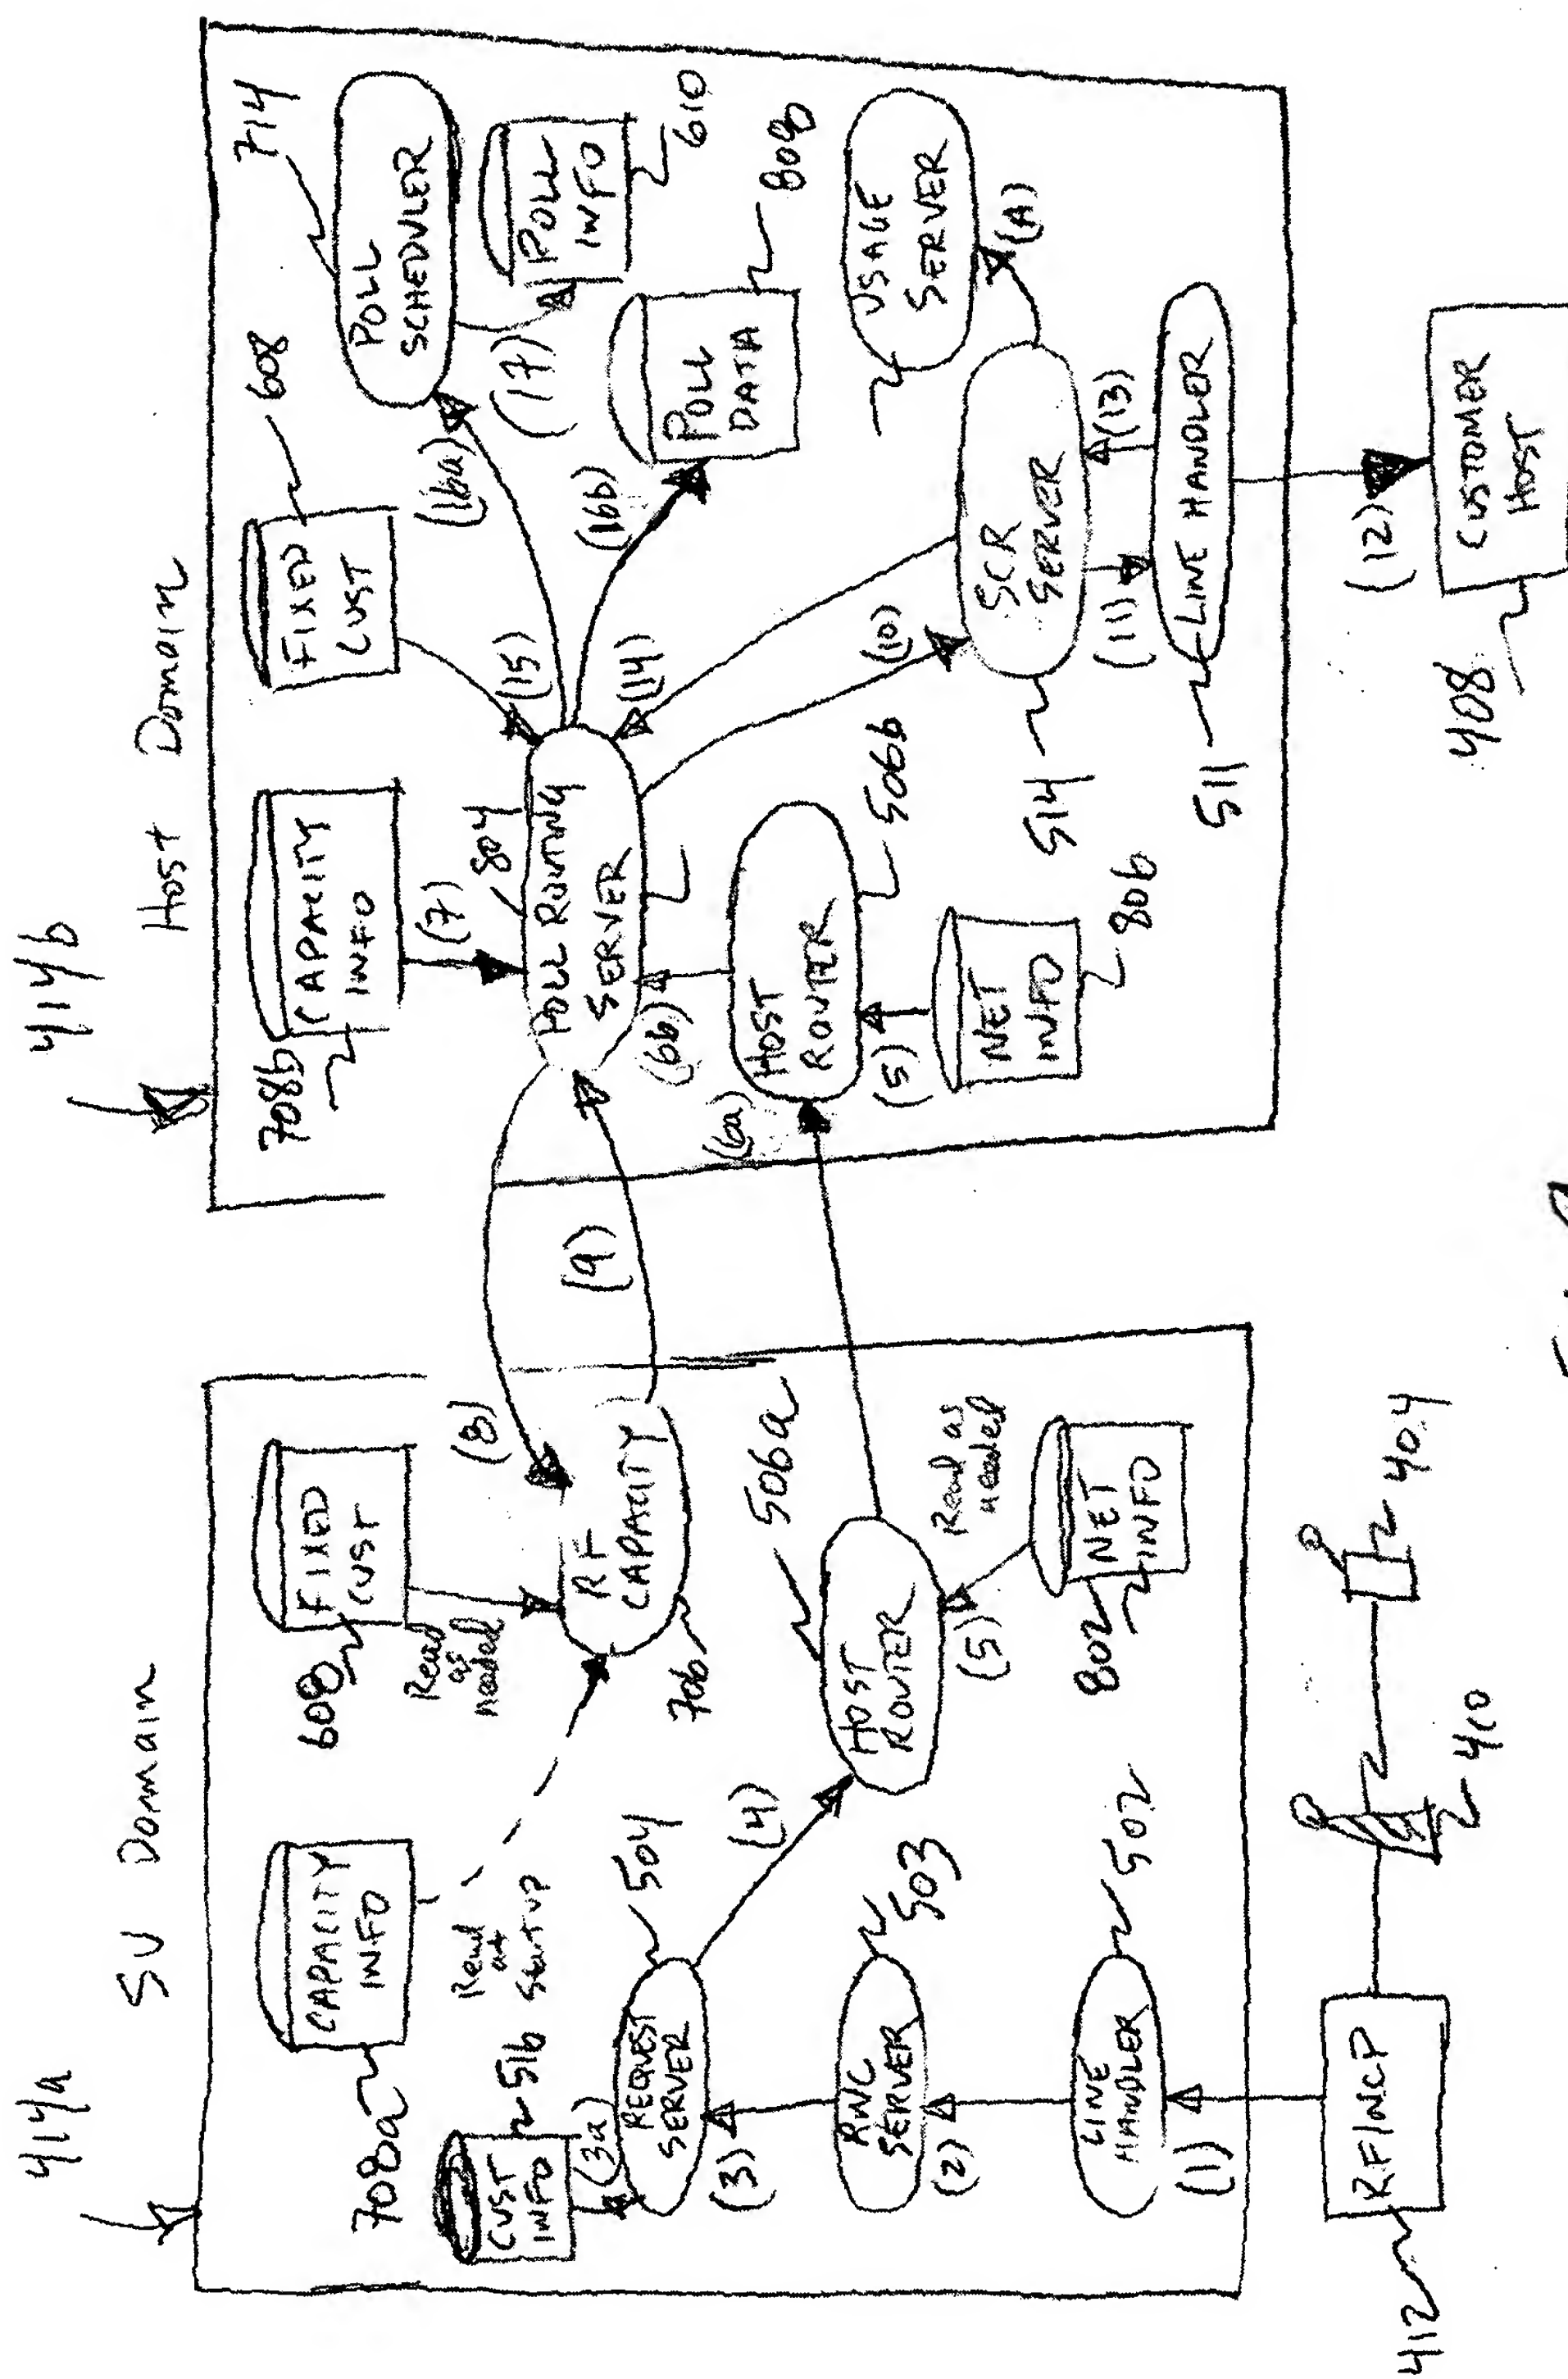 414a
SU Domain
708a
CAPACITY
INFO
Read
at
Startup
608
FIXED
CUST
Read
as
needed
CUST
INFO
516
(3a)
REQUEST
SERVER
504
(3)
(4)
RF
CAPACITY
706
(8)
(9)
RNC
SERVER
503
(2)
HOST
ROUTER
506a
(5)
Read as
needed
802
NET
INFO
LINE
HANDLER
502
(1)
RF/NCP
412
410
404
414b
Host Domain
708b
CAPACITY
INFO
(7)
804
POLL ROUTING
SERVER
FIXED
CUST
608
(15)
(16a)
714
POLL
SCHEDULER
(17)
POLL
INFO
610
(16b)
POLL
DATA
808
(14)
(10)
(6b)
(6a)
HOST
ROUTER
506b
(5)
NET
INFO
806
SCR
SERVER
514
USAGE
SERVER
(A)
(11)
(13)
LINE HANDLER
511
(12)
CUSTOMER
HOST
408